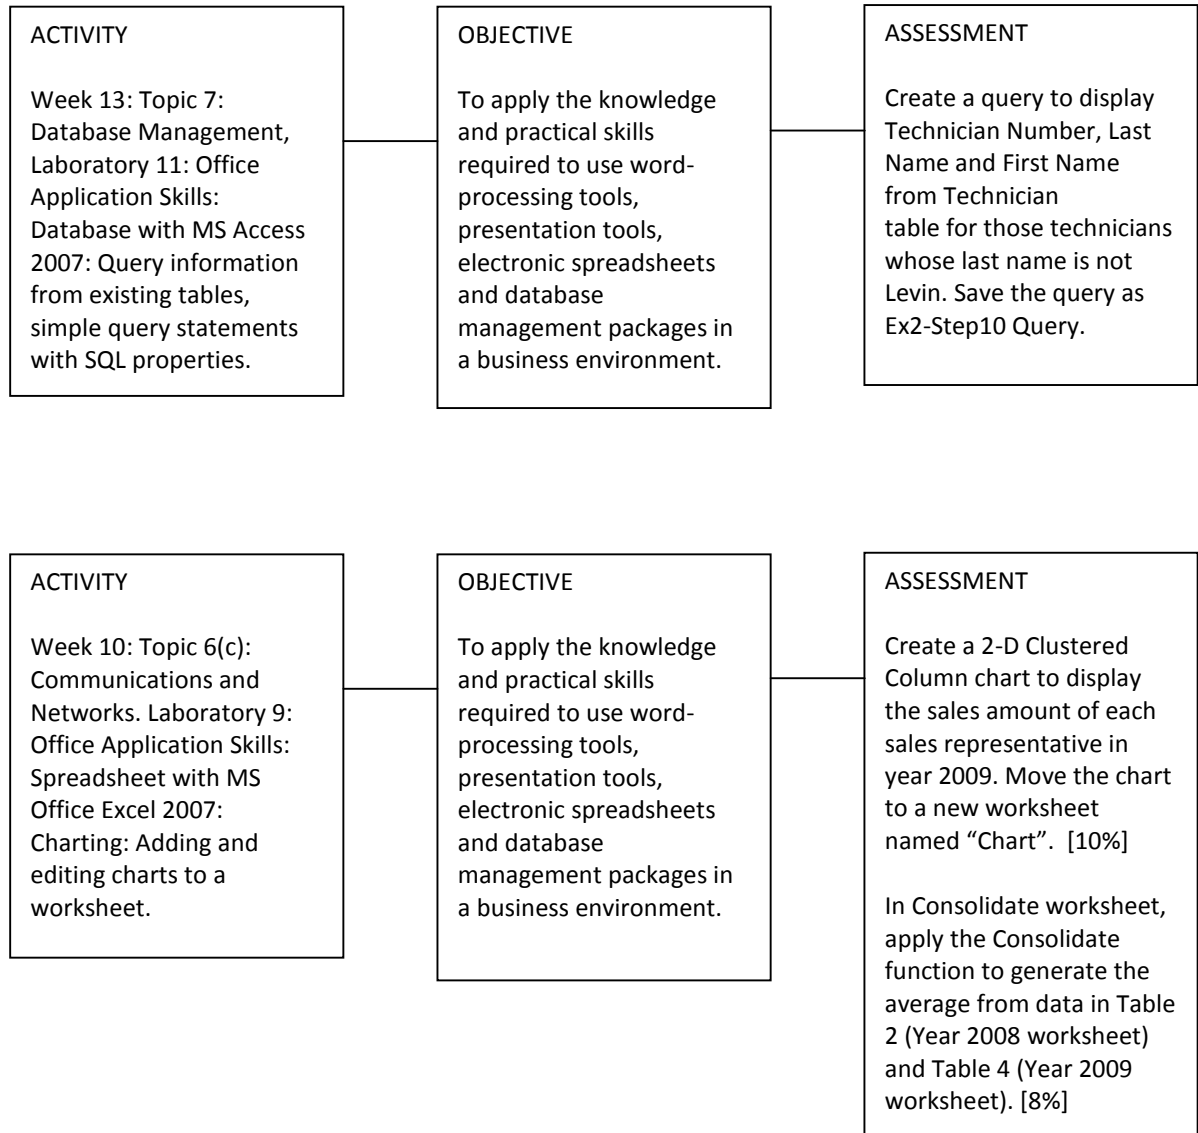 ACTIVITY
Week 13: Topic 7:
Database Management,
Laboratory 11: Office
Application Skills:
Database with MS Access
2007: Query information
from existing tables,
simple query statements
with SQL properties.
OBJECTIVE
To apply the knowledge
and practical skills
required to use word-
processing tools,
presentation tools,
electronic spreadsheets
and database
management packages in
a business environment.
ASSESSMENT
Create a query to display
Technician Number, Last
Name and First Name
from Technician
table for those technicians
whose last name is not
Levin. Save the query as
Ex2-Step10 Query.
ACTIVITY
Week 10: Topic 6(c):
Communications and
Networks. Laboratory 9:
Office Application Skills:
Spreadsheet with MS
Office Excel 2007:
Charting: Adding and
editing charts to a
worksheet.
OBJECTIVE
To apply the knowledge
and practical skills
required to use word-
processing tools,
presentation tools,
electronic spreadsheets
and database
management packages in
a business environment.
ASSESSMENT
Create a 2-D Clustered
Column chart to display
the sales amount of each
sales representative in
year 2009. Move the chart
to a new worksheet
named “Chart”.  [10%]
In Consolidate worksheet,
apply the Consolidate
function to generate the
average from data in Table
2 (Year 2008 worksheet)
and Table 4 (Year 2009
worksheet). [8%]